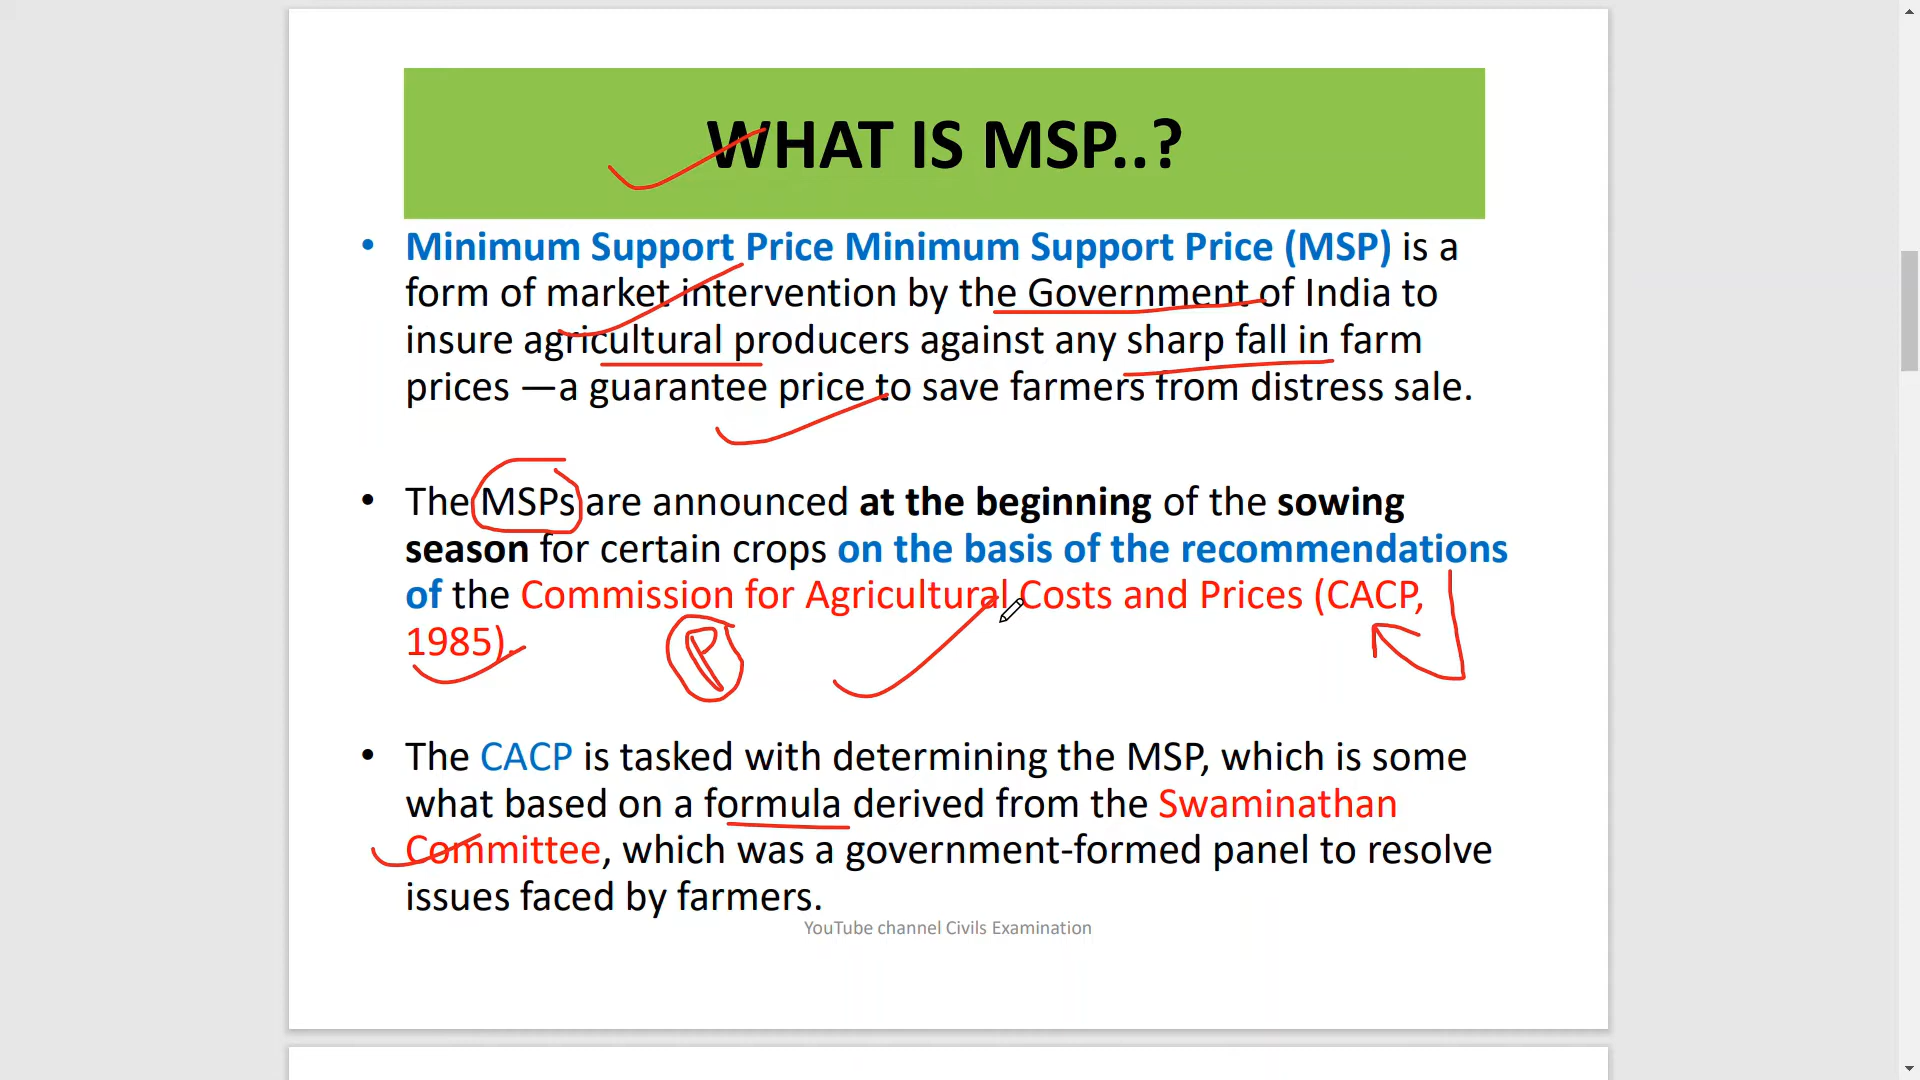 WHAT IS MSP..?
• Minimum Support Price Minimum Support Price (MSP) is a
form of market intervention by the Government of India to
insure agricultural producers against any sharp fall in farm
prices —a guarantee price to save farmers from distress sale.
• The MSPs are announced at the beginning of the sowing
season for certain crops on the basis of the recommendations
of the Commission for Agricultural Costs and Prices (CACP,
1985).
• The CACP is tasked with determining the MSP, which is some
what based on a formula derived from the Swaminathan
Committee, which was a government-formed panel to resolve
issues faced by farmers.
YouTube channel Civils Examination